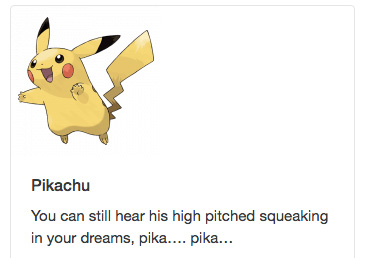 Pikachu
You can still hear his high pitched squeaking
in your dreams, pika…. pika…